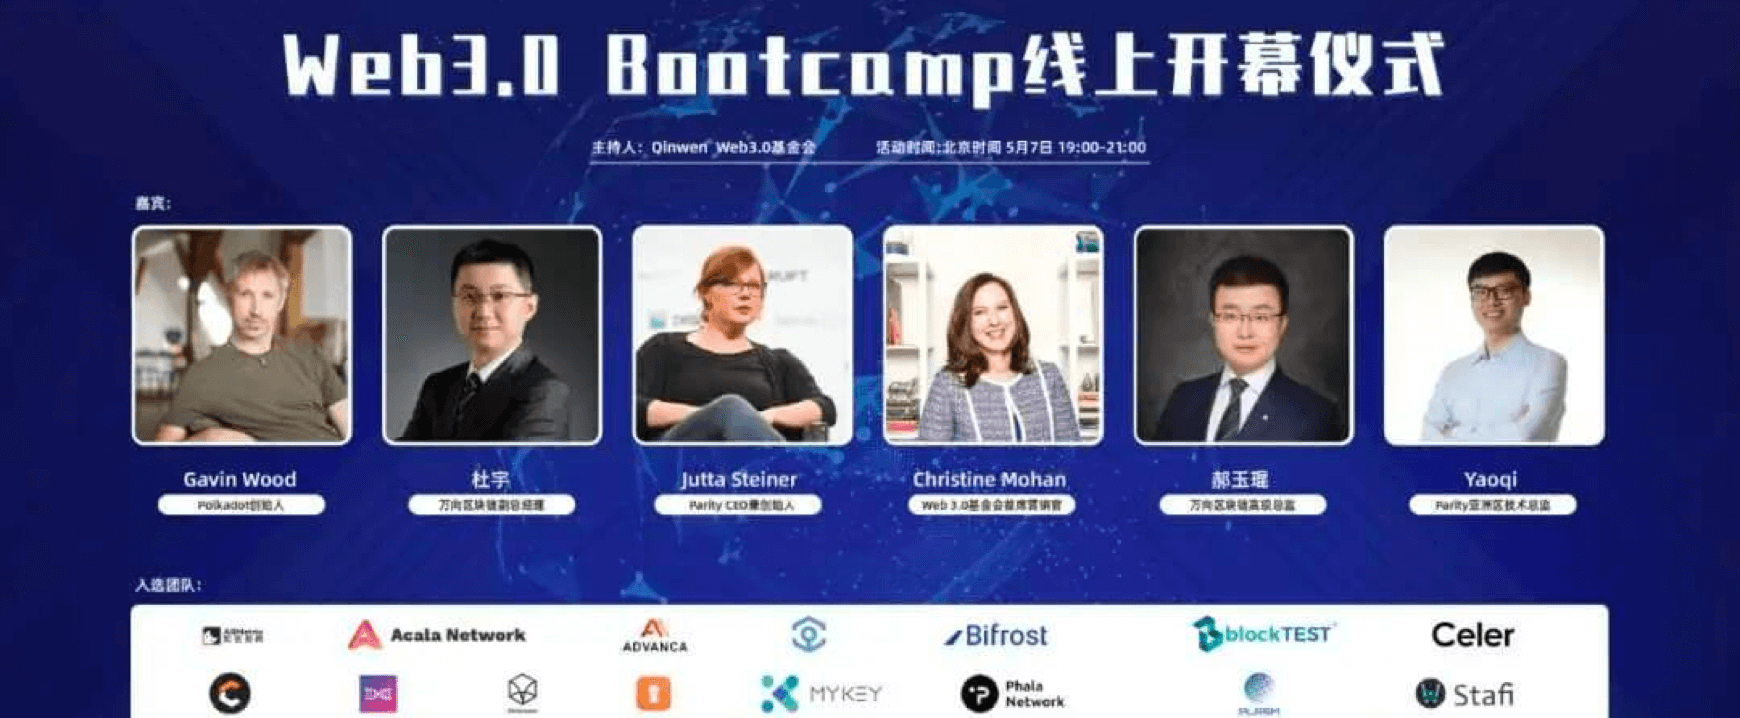 Web3.0 Bootcamp线上开幕仪式
主持人：Qinwen Web3.0基金会 活动时间:北京时间 5月7日 19:00-21:00
嘉宾：
Gavin Wood 杜宇 Jutta Steiner Christine Mohan 郝玉琨 Yaoqi
Polkadot创始人 万向区块链副总经理 Parity CEO兼创始人 Web 3.0基金会首席营销官 万向区块链高级总监 Parity亚洲区技术总监
入选团队：
Acala Network ADVANCA Bifrost blockTEST Celer
MYKEY Phala Network Stafi